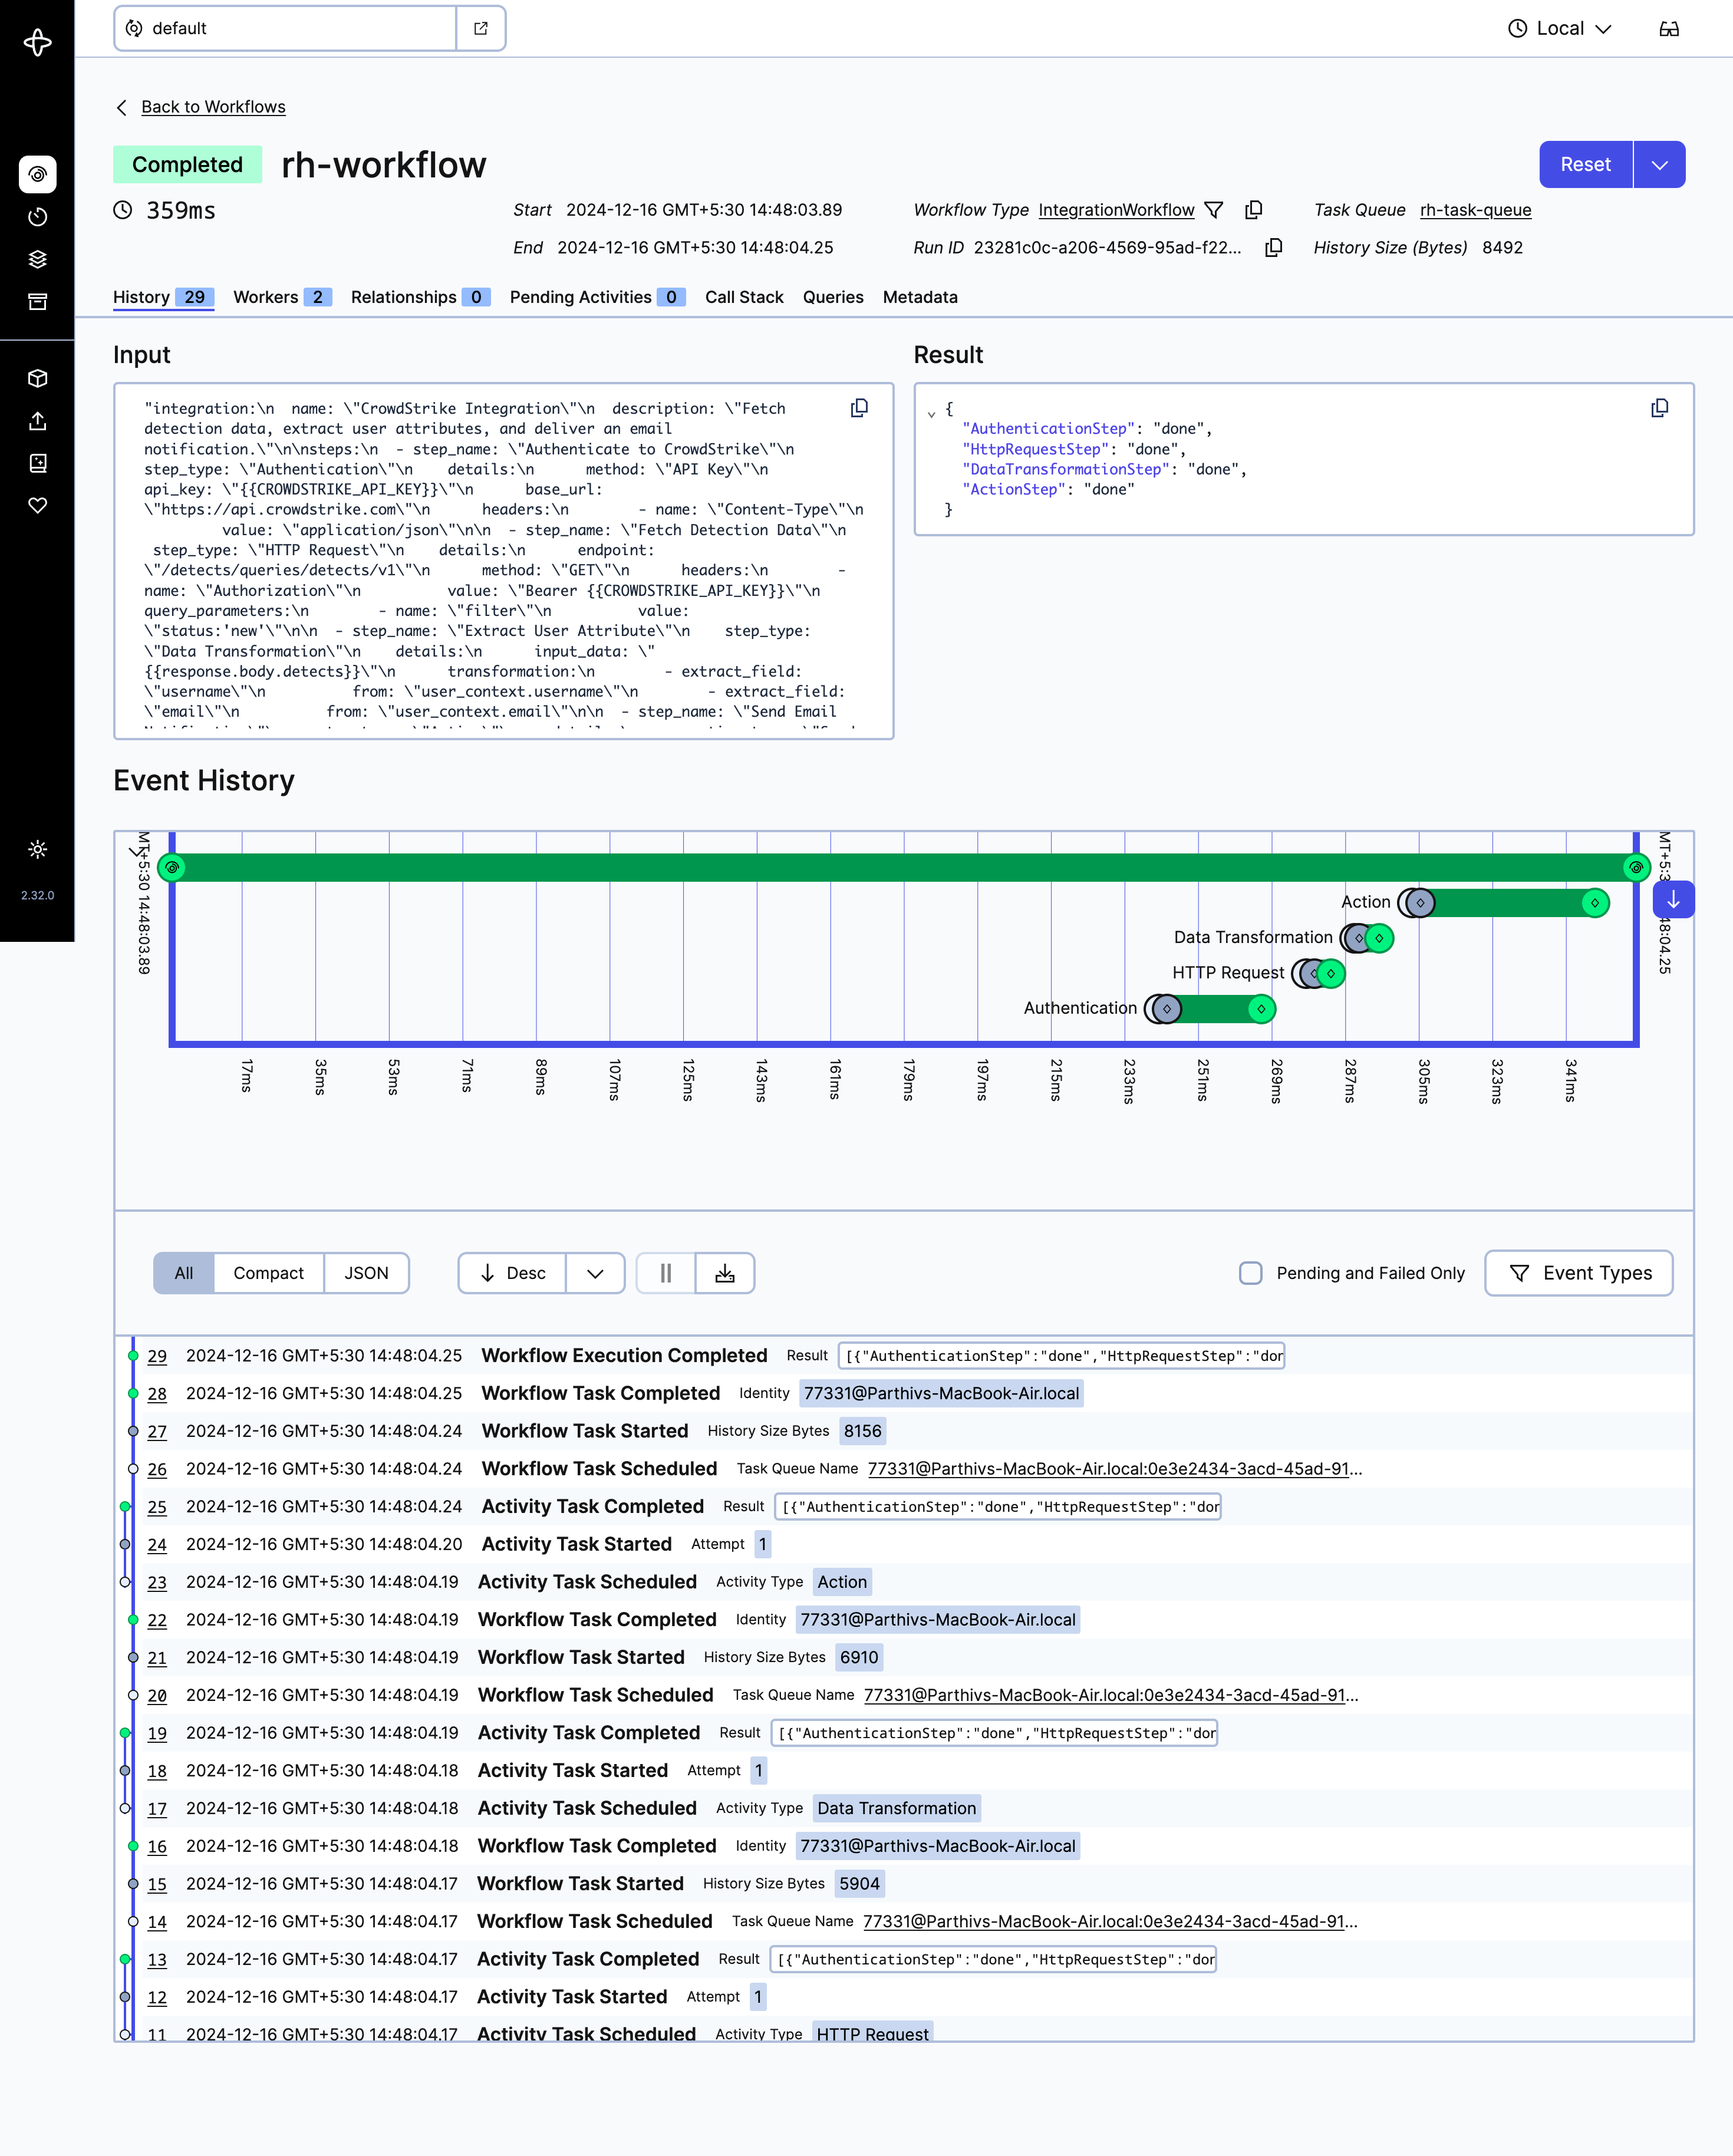 default
Local
Back to Workflows
Completed rh-workflow
Reset
359ms
Start 2024-12-16 GMT+5:30 14:48:03.89
Workflow Type IntegrationWorkflow
Task Queue rh-task-queue
End 2024-12-16 GMT+5:30 14:48:04.25
Run ID 23281c0c-a206-4569-95ad-f22...
History Size (Bytes) 8492
History 29 Workers 2 Relationships 0 Pending Activities 0 Call Stack Queries Metadata
Input
"integration:\n  name: \"CrowdStrike Integration\"\n  description: \"Fetch
detection data, extract user attributes, and deliver an email
notification.\"\n\nsteps:\n  - step_name: \"Authenticate to CrowdStrike\"\n
step_type: \"Authentication\"\n    details:\n      method: \"API Key\"\n
api_key: \"{{CROWDSTRIKE_API_KEY}}\"\n      base_url:
\"https://api.crowdstrike.com\"\n      headers:\n        - name: \"Content-Type\"\n
value: \"application/json\"\n\n  - step_name: \"Fetch Detection Data\"\n
step_type: \"HTTP Request\"\n    details:\n      endpoint:
\"/detects/queries/detects/v1\"\n      method: \"GET\"\n      headers:\n        -
name: \"Authorization\"\n          value: \"Bearer {{CROWDSTRIKE_API_KEY}}\"\n
query_parameters:\n        - name: \"filter\"\n          value:
\"status:'new'\"\n\n  - step_name: \"Extract User Attribute\"\n    step_type:
\"Data Transformation\"\n    details:\n      input_data: \"
{{response.body.detects}}\"\n      transformation:\n        - extract_field:
\"username\"\n          from: \"user_context.username\"\n        - extract_field:
\"email\"\n          from: \"user_context.email\"\n\n  - step_name: \"Send Email
Result
{
"AuthenticationStep": "done",
"HttpRequestStep": "done",
"DataTransformationStep": "done",
"ActionStep": "done"
}
2.32.0
Event History
MT+5:30 14:48:03.89
Action
Data Transformation
HTTP Request
Authentication
48:04.25
17ms 35ms 53ms 71ms 89ms 107ms 125ms 143ms 161ms 179ms 197ms 215ms 233ms 251ms 269ms 287ms 305ms 323ms 341ms
All Compact JSON Desc Pending and Failed Only Event Types
29 2024-12-16 GMT+5:30 14:48:04.25 Workflow Execution Completed Result [{"AuthenticationStep":"done","HttpRequestStep":"dor
28 2024-12-16 GMT+5:30 14:48:04.25 Workflow Task Completed Identity 77331@Parthivs-MacBook-Air.local
27 2024-12-16 GMT+5:30 14:48:04.24 Workflow Task Started History Size Bytes 8156
26 2024-12-16 GMT+5:30 14:48:04.24 Workflow Task Scheduled Task Queue Name 77331@Parthivs-MacBook-Air.local:0e3e2434-3acd-45ad-91...
25 2024-12-16 GMT+5:30 14:48:04.24 Activity Task Completed Result [{"AuthenticationStep":"done","HttpRequestStep":"dor
24 2024-12-16 GMT+5:30 14:48:04.20 Activity Task Started Attempt 1
23 2024-12-16 GMT+5:30 14:48:04.19 Activity Task Scheduled Activity Type Action
22 2024-12-16 GMT+5:30 14:48:04.19 Workflow Task Completed Identity 77331@Parthivs-MacBook-Air.local
21 2024-12-16 GMT+5:30 14:48:04.19 Workflow Task Started History Size Bytes 6910
20 2024-12-16 GMT+5:30 14:48:04.19 Workflow Task Scheduled Task Queue Name 77331@Parthivs-MacBook-Air.local:0e3e2434-3acd-45ad-91...
19 2024-12-16 GMT+5:30 14:48:04.19 Activity Task Completed Result [{"AuthenticationStep":"done","HttpRequestStep":"dor
18 2024-12-16 GMT+5:30 14:48:04.18 Activity Task Started Attempt 1
17 2024-12-16 GMT+5:30 14:48:04.18 Activity Task Scheduled Activity Type Data Transformation
16 2024-12-16 GMT+5:30 14:48:04.18 Workflow Task Completed Identity 77331@Parthivs-MacBook-Air.local
15 2024-12-16 GMT+5:30 14:48:04.17 Workflow Task Started History Size Bytes 5904
14 2024-12-16 GMT+5:30 14:48:04.17 Workflow Task Scheduled Task Queue Name 77331@Parthivs-MacBook-Air.local:0e3e2434-3acd-45ad-91...
13 2024-12-16 GMT+5:30 14:48:04.17 Activity Task Completed Result [{"AuthenticationStep":"done","HttpRequestStep":"dor
12 2024-12-16 GMT+5:30 14:48:04.17 Activity Task Started Attempt 1
11 2024-12-16 GMT+5:30 14:48:04.17 Activity Task Scheduled Activity Type HTTP Request